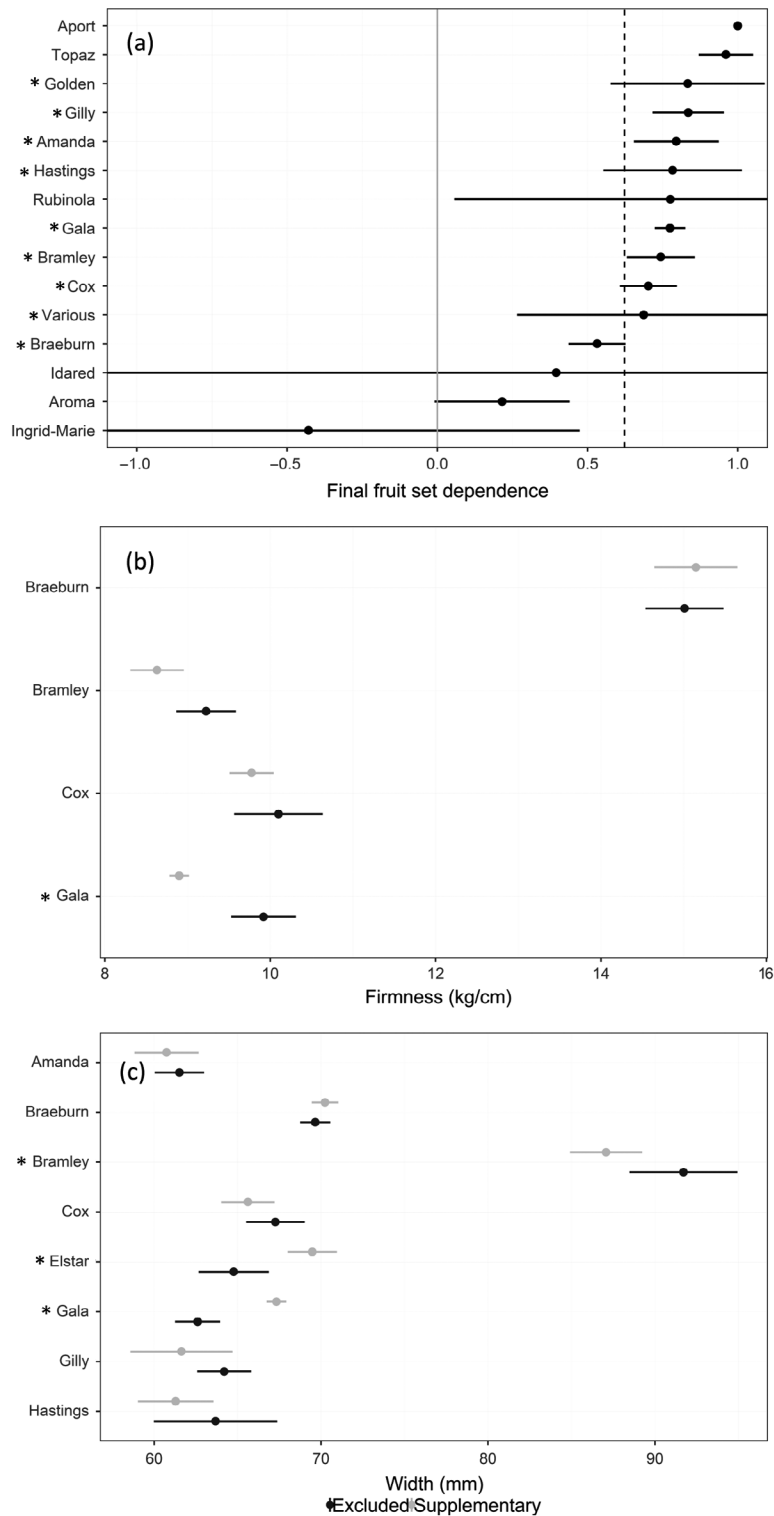 (a)
Aport
Topaz
* Golden
* Gilly
* Amanda
* Hastings
Rubinola
* Gala
* Bramley
* Cox
* Various
* Braeburn
Idared
Aroma
Ingrid-Marie
−1.0 −0.5 0.0 0.5 1.0
Final fruit set dependence
(b)
Braeburn
Bramley
Cox
* Gala
8 10 12 14 16
Firmness (kg/cm)
(c)
Amanda
Braeburn
* Bramley
Cox
* Elstar
* Gala
Gilly
Hastings
60 70 80 90
Width (mm)
Excluded Supplementary